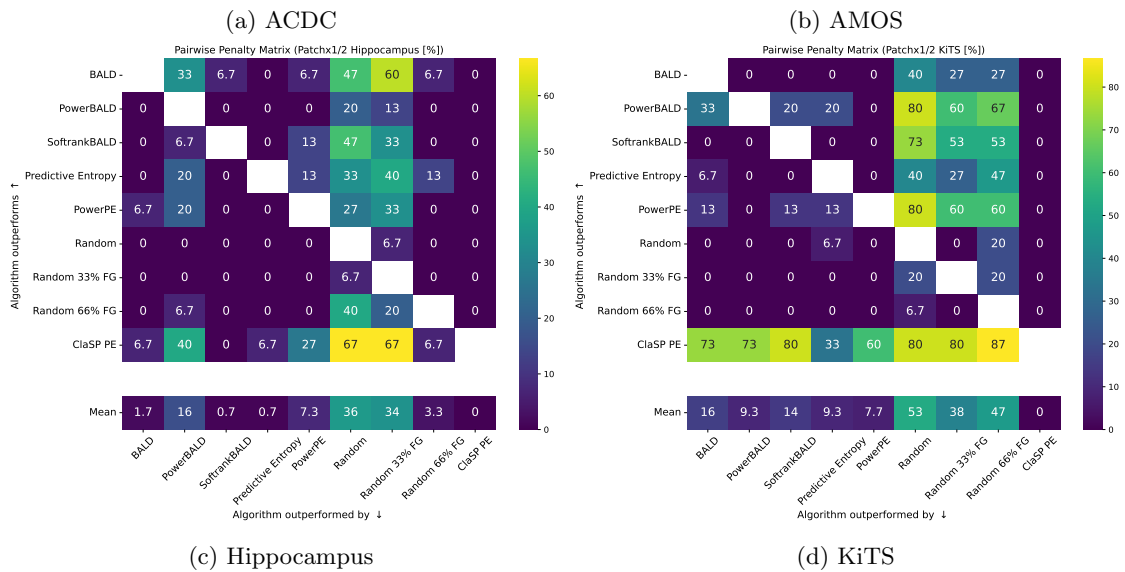 (a) ACDC
(b) AMOS
Pairwise Penalty Matrix (Patchx1/2 Hippocampus [%])
Algorithm outperforms ↑
BALD 33 6.7 0 6.7 47 60 6.7 0
PowerBALD 0 0 0 0 20 13 0 0
SoftrankBALD 0 6.7 0 13 47 33 0 0
Predictive Entropy 0 20 0 13 33 40 13 0
PowerPE 6.7 20 0 0 27 33 0 0
Random 0 0 0 0 0 6.7 0 0
Random 33% FG 0 0 0 0 0 6.7 0 0
Random 66% FG 0 6.7 0 0 0 40 20 0
ClaSP PE 6.7 40 0 6.7 27 67 67 6.7
Mean 1.7 16 0.7 0.7 7.3 36 34 3.3 0
BALD
PowerBALD
SoftrankBALD
Predictive Entropy
PowerPE
Random
Random 33% FG
Random 66% FG
ClaSP PE
Algorithm outperformed by ↓
60
50
40
30
20
10
0
Pairwise Penalty Matrix (Patchx1/2 KiTS [%])
Algorithm outperforms ↑
BALD 0 0 0 0 40 27 27 0
PowerBALD 33 20 20 0 80 60 67 0
SoftrankBALD 0 0 0 0 73 53 53 0
Predictive Entropy 6.7 0 0 0 40 27 47 0
PowerPE 13 0 13 13 80 60 60 0
Random 0 0 0 6.7 0 0 20 0
Random 33% FG 0 0 0 0 0 20 20 0
Random 66% FG 0 0 0 0 0 6.7 0 0
ClaSP PE 73 73 80 33 60 80 80 87
Mean 16 9.3 14 9.3 7.7 53 38 47 0
BALD
PowerBALD
SoftrankBALD
Predictive Entropy
PowerPE
Random
Random 33% FG
Random 66% FG
ClaSP PE
Algorithm outperformed by ↓
80
70
60
50
40
30
20
10
0
(c) Hippocampus
(d) KiTS